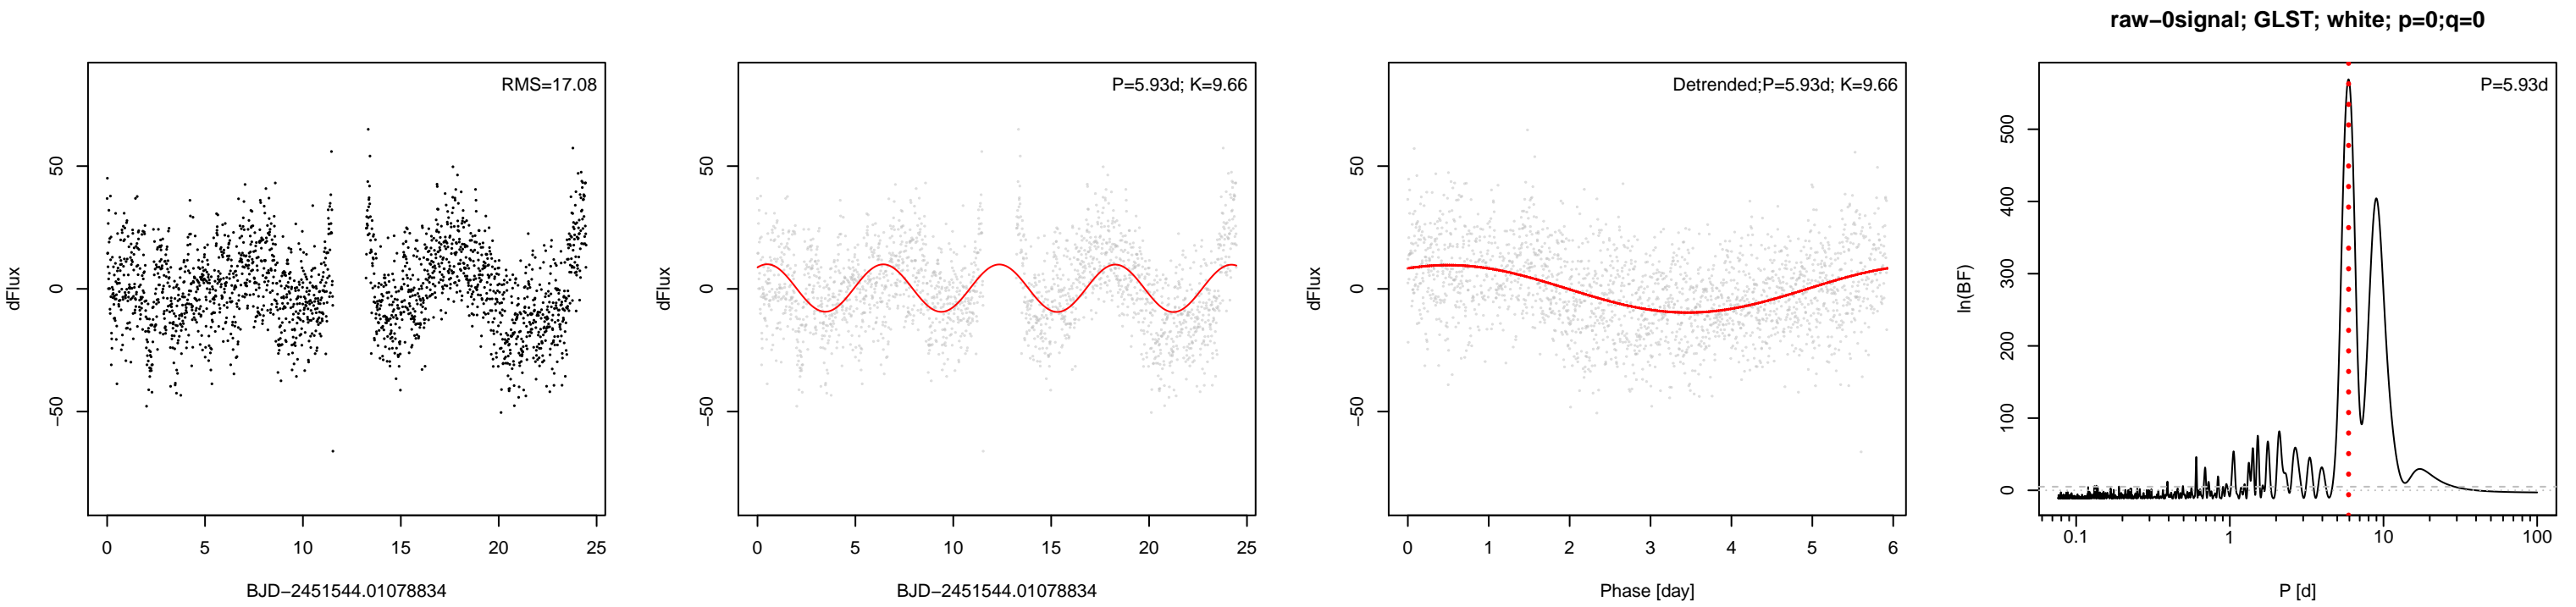 raw−0signal; GLST; white; p=0;q=0
RMS=17.08
dFlux
50
0
−50
0 5 10 15 20 25
BJD−2451544.01078834
P=5.93d; K=9.66
dFlux
50
0
−50
0 5 10 15 20 25
BJD−2451544.01078834
Detrended;P=5.93d; K=9.66
dFlux
50
0
−50
0 1 2 3 4 5 6
Phase [day]
P=5.93d
ln(BF)
500
400
300
200
100
0
0.1 1 10 100
P [d]